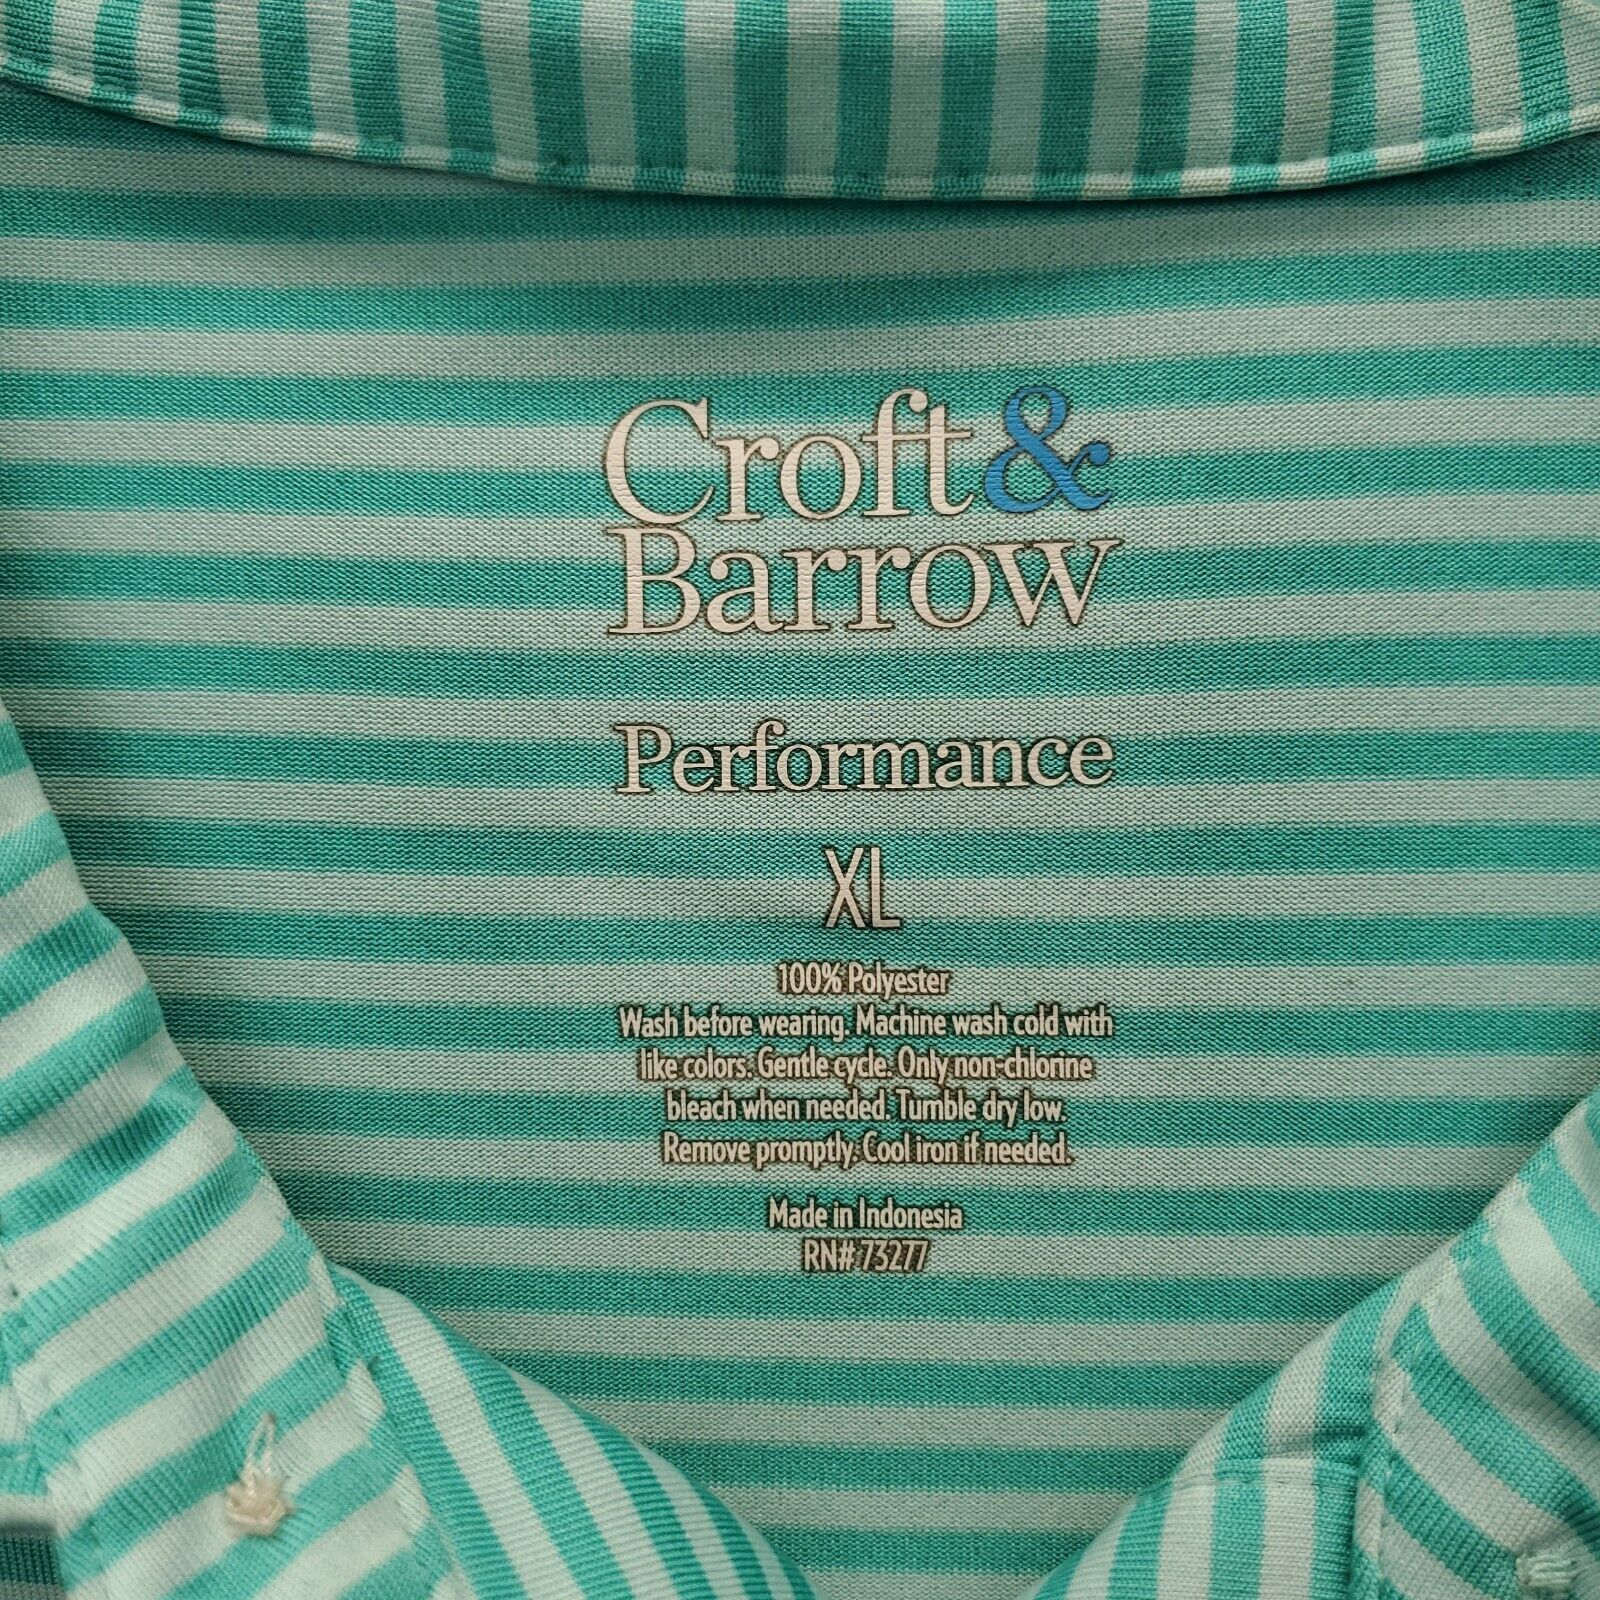 Croft &
Barrow
Performance
XL
100% Polyester
Wash before wearing. Machine wash cold with
like colors. Gentle cycle. Only non-chlorine
bleach when needed. Tumble dry low.
Remove promptly. Cool iron if needed.
Made in Indonesia
RN# 73277